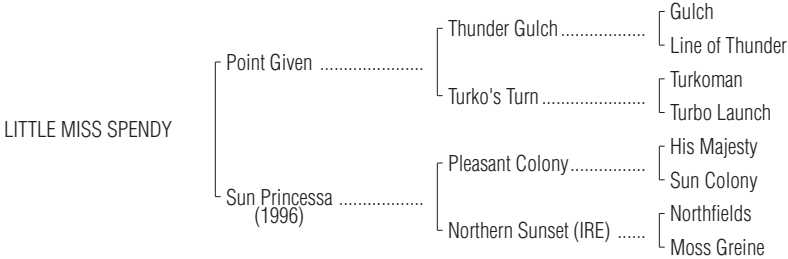 Gulch
Thunder Gulch ..................
Line of Thunder
Point Given ......................
Turkoman
Turko's Turn ......................
Turbo Launch
LITTLE MISS SPENDY
His Majesty
Pleasant Colony................
Sun Colony
Sun Princessa ..................
(1996)
Northfields
Northern Sunset (IRE) ......
Moss Greine